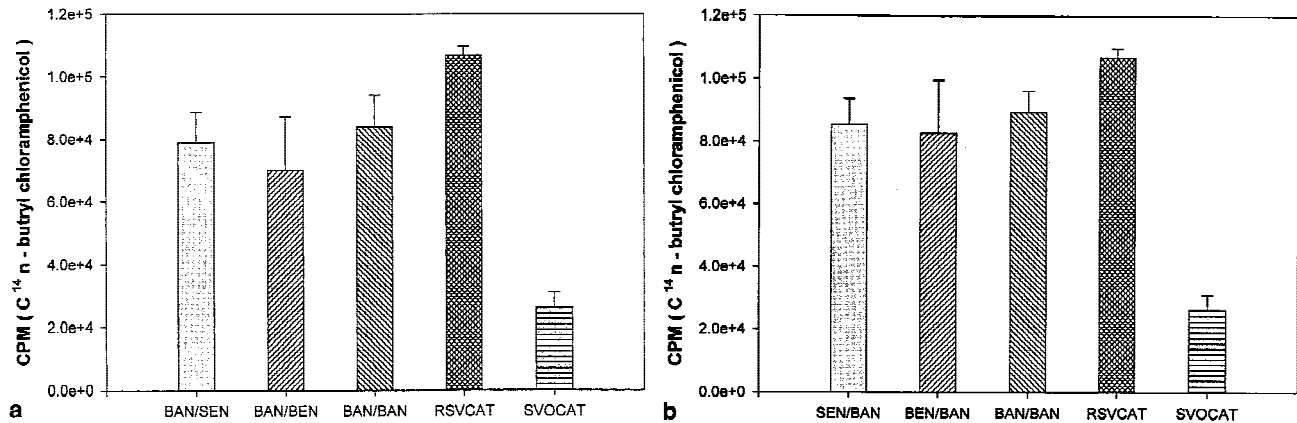 1.2e+5
1.0e+5
8.0e+4
6.0e+4
4.0e+4
2.0e+4
0.0e+0
CPM ( C 14 n - butryl chloramphenicol )
BAN/SEN BAN/BEN BAN/BAN RSVCAT SVOCAT
a
1.2e+5
1.0e+5
8.0e+4
6.0e+4
4.0e+4
2.0e+4
0.0e+0
CPM ( C 14 n - butryl chloramphenicol )
SEN/BAN BEN/BAN BAN/BAN RSVCAT SVOCAT
b